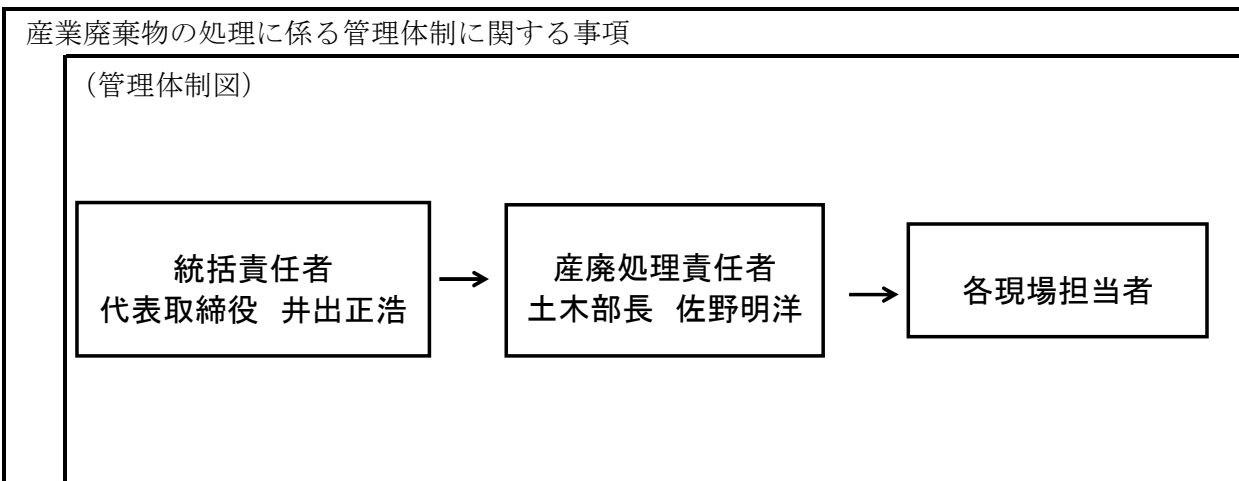 産業廃棄物の処理に係る管理体制に関する事項
（管理体制図）
統括責任者
代表取締役 井出正浩
産廃処理責任者
土木部長 佐野明洋
各現場担当者